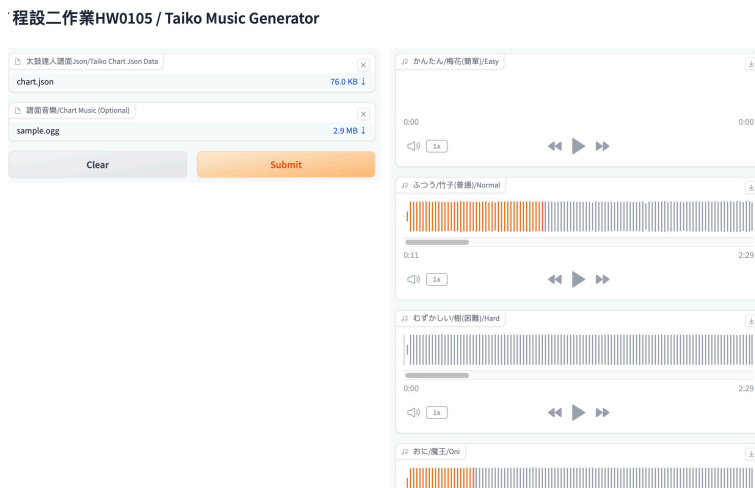 程設二作業HW0105 / Taiko Music Generator
太鼓達人譜面Json/Taiko Chart Json Data
chart.json
76.0 KB ↓
譜面音樂/Chart Music (Optional)
sample.ogg
2.9 MB ↓
Clear
Submit
かんたん/梅花(簡單)/Easy
0:00
0:00
1x
ふつう/竹子(普通)/Normal
0:11
2:29
1x
むずかしい/樹(困難)/Hard
0:00
2:29
1x
おに/魔王/Oni